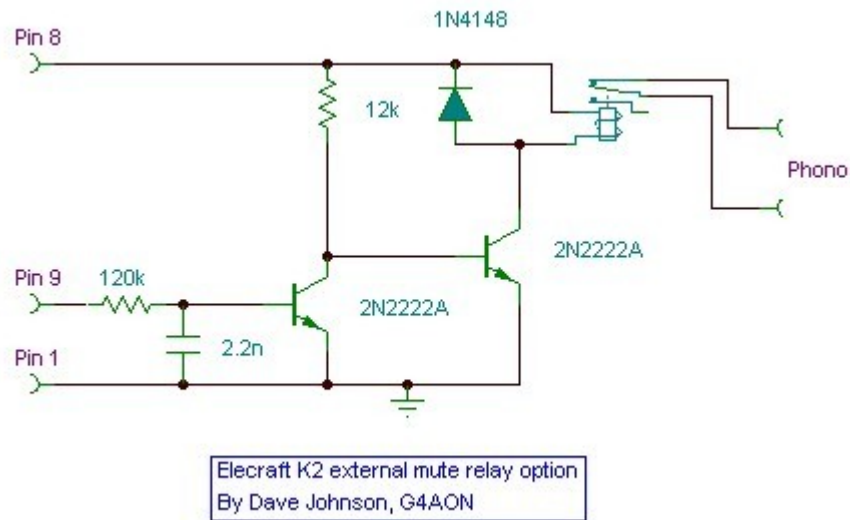 1N4148
Pin 8
12k
Phono
2N2222A
Pin 9
120k
2N2222A
2.2n
Pin 1
Elecraft K2 external mute relay option
By Dave Johnson, G4AON